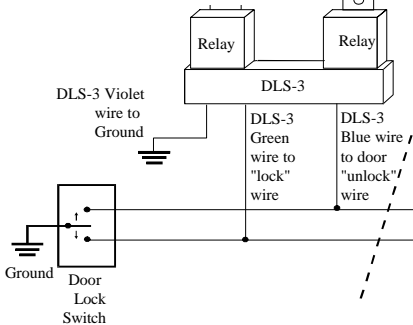 Relay
Relay
DLS-3
DLS-3 Violet
wire to
Ground
DLS-3
Green
wire to
"lock"
wire
DLS-3
Blue wire
to door
"unlock"
wire
Ground
Door
Lock
Switch